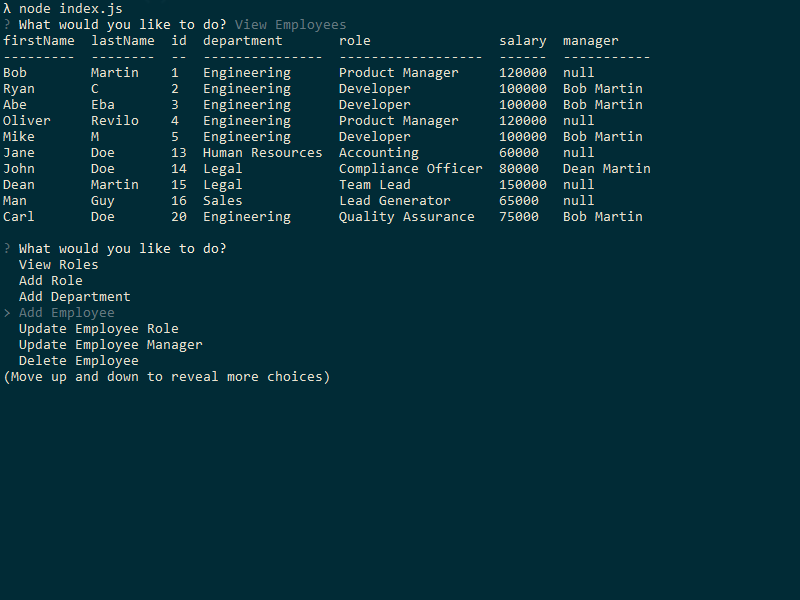 λ node index.js
? What would you like to do? View Employees
firstName  lastName  id  department       role                salary  manager
---------  --------  --  ---------------  ------------------  ------  -----------
Bob        Martin    1   Engineering      Product Manager     120000  null
Ryan       C         2   Engineering      Developer           100000  Bob Martin
Abe        Eba       3   Engineering      Developer           100000  Bob Martin
Oliver     Revilo    4   Engineering      Product Manager     120000  null
Mike       M         5   Engineering      Developer           100000  Bob Martin
Jane       Doe       13  Human Resources  Accounting          60000   null
John       Doe       14  Legal            Compliance Officer  80000   Dean Martin
Dean       Martin    15  Legal            Team Lead           150000  null
Man        Guy       16  Sales            Lead Generator      65000   null
Carl       Doe       20  Engineering      Quality Assurance   75000   Bob Martin

? What would you like to do?
  View Roles
  Add Role
  Add Department
> Add Employee
  Update Employee Role
  Update Employee Manager
  Delete Employee
(Move up and down to reveal more choices)